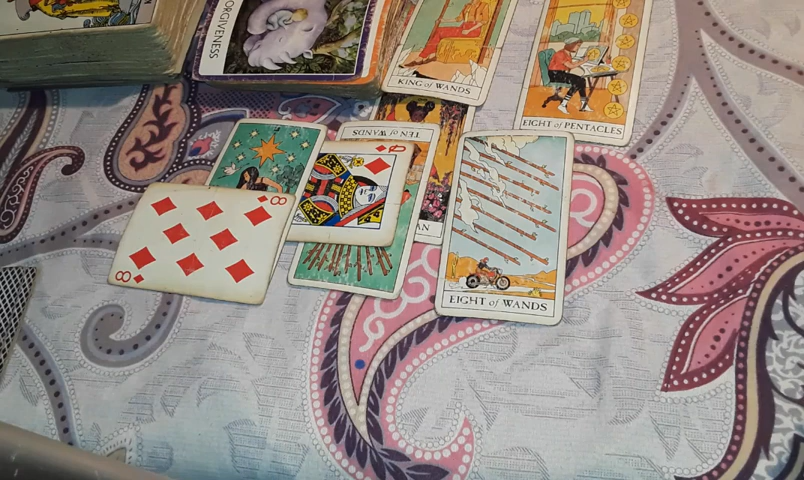 FORGIVENESS
KING of WANDS
EIGHT of PENTACLES
TEN of WANDS
Q
8
8
EIGHT of WANDS